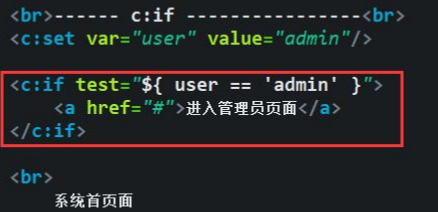 <br>------ c:if ----------------<br>
<c:set var="user" value="admin"/>
<c:if test="${ user == 'admin' }">
<a href="#">进入管理员页面</a>
</c:if>
<br>
系统首页面